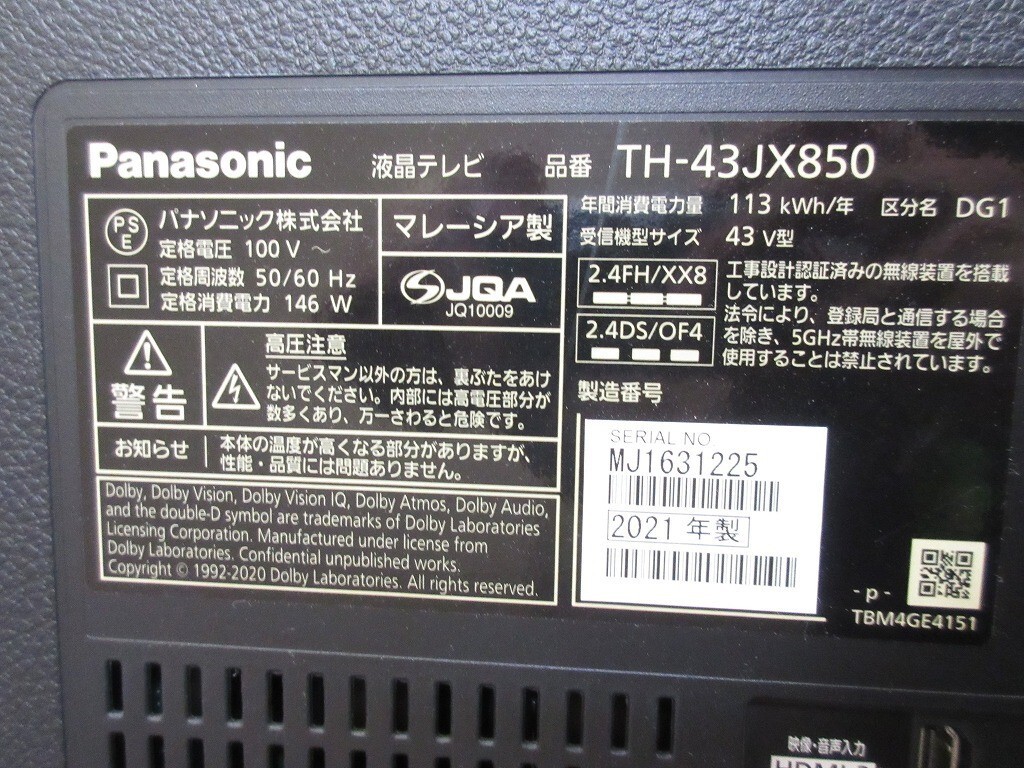 Panasonic 液晶テレビ 品番 TH-43JX850
PS
E
パナソニック株式会社
定格電圧 100 V ～
定格周波数 50/60 Hz
定格消費電力 146 W
マレーシア製
JQA
JQ10009
年間消費電力量 113 kWh/年 区分名 DG1
受信機型サイズ 43 V型
2.4FH/XX8
2.4DS/OF4
工事設計認証済みの無線装置を搭載
しています。
法令により、登録局と通信する場合
を除き、5GHz帯無線装置を屋外で
使用することは禁止されています。
警告
高圧注意
サービスマン以外の方は、裏ぶたをあけ
ないでください。内部には高電圧部分が
数多くあり、万一さわると危険です。
お知らせ
本体の温度が高くなる部分がありますが、
性能・品質には問題ありません。
Dolby, Dolby Vision, Dolby Vision IQ, Dolby Atmos, Dolby Audio,
and the double-D symbol are trademarks of Dolby Laboratories
Licensing Corporation. Manufactured under license from
Dolby Laboratories. Confidential unpublished works.
Copyright © 1992-2020 Dolby Laboratories. All rights reserved.
製造番号
SERIAL NO.
MJ1631225
2021 年製
- p -
TBM4GE4151
映像・音声入力